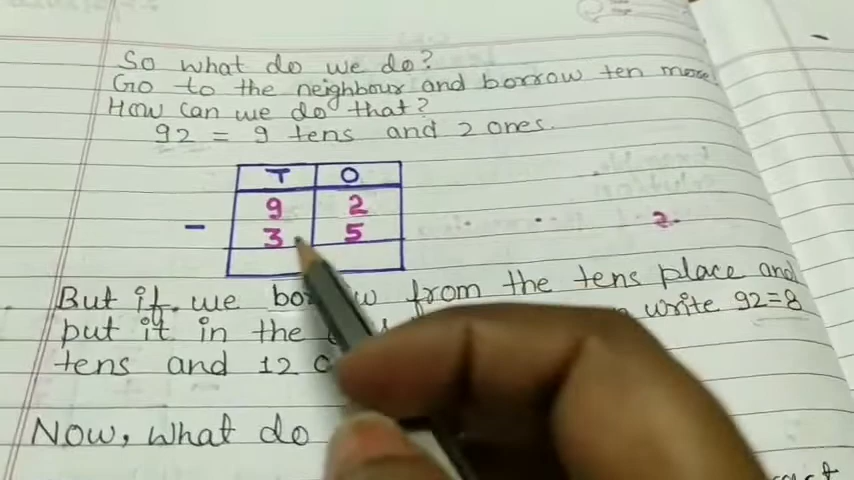 So what do we do?
Go to the neighbour and borrow ten more.
How can we do that?
92 = 9 tens and 2 ones.
T O
9 2
- 3 5
But if we borrow from the tens place and
put it in the write 92=8
tens and 12
Now, what do